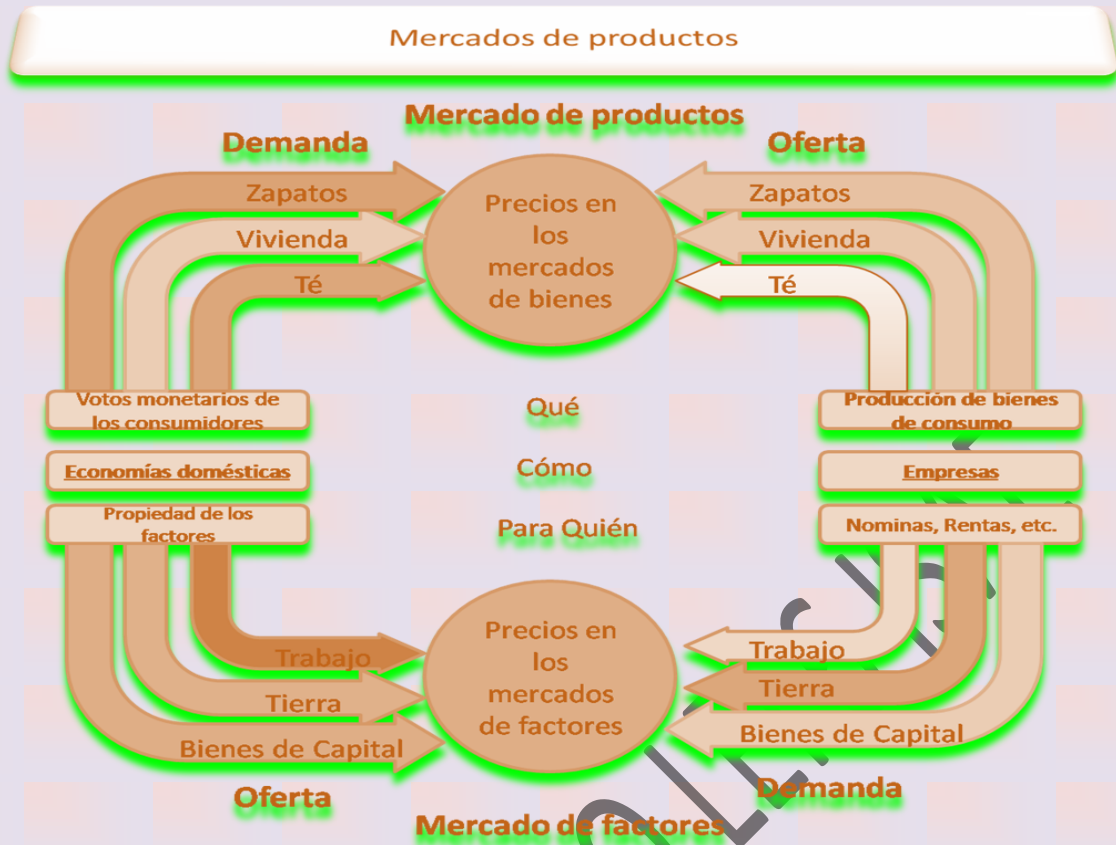 Mercados de productos
Mercado de productos
Demanda
Oferta
Zapatos
Vivienda
Té
Precios en
los
mercados
de bienes
Zapatos
Vivienda
Té
Votos monetarios de
los consumidores
Economías domésticas
Propiedad de los
factores
Qué
Cómo
Para Quién
Producción de bienes
de consumo
Empresas
Nominas, Rentas, etc.
Trabajo
Tierra
Bienes de Capital
Precios en
los
mercados
de factores
Trabajo
Tierra
Bienes de Capital
Oferta
Demanda
Mercado de factores